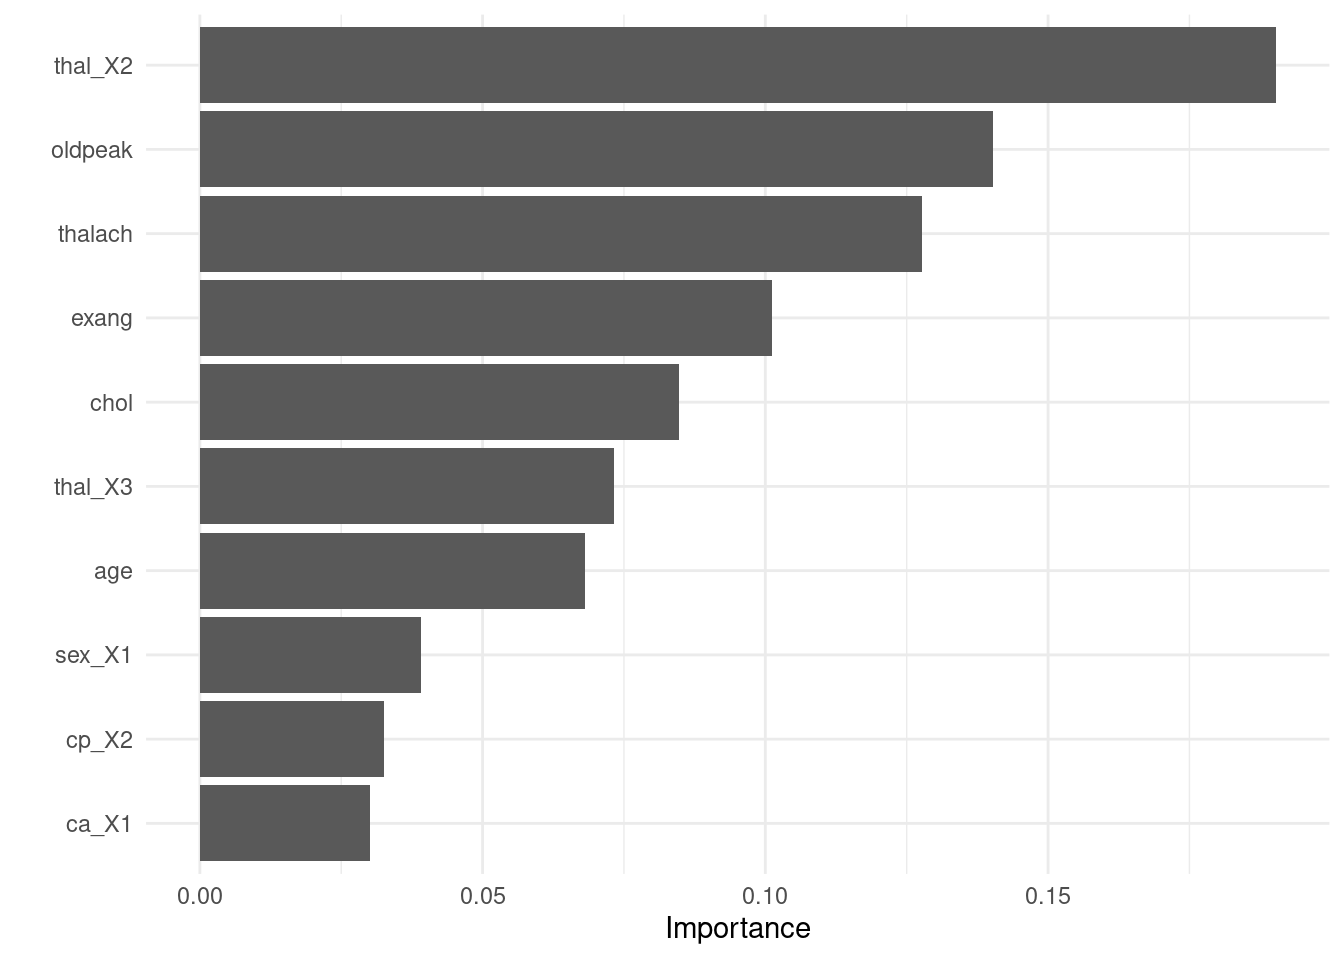 thal_X2
oldpeak
thalach
exang
chol
thal_X3
age
sex_X1
cp_X2
ca_X1
0.00 0.05 0.10 0.15
Importance